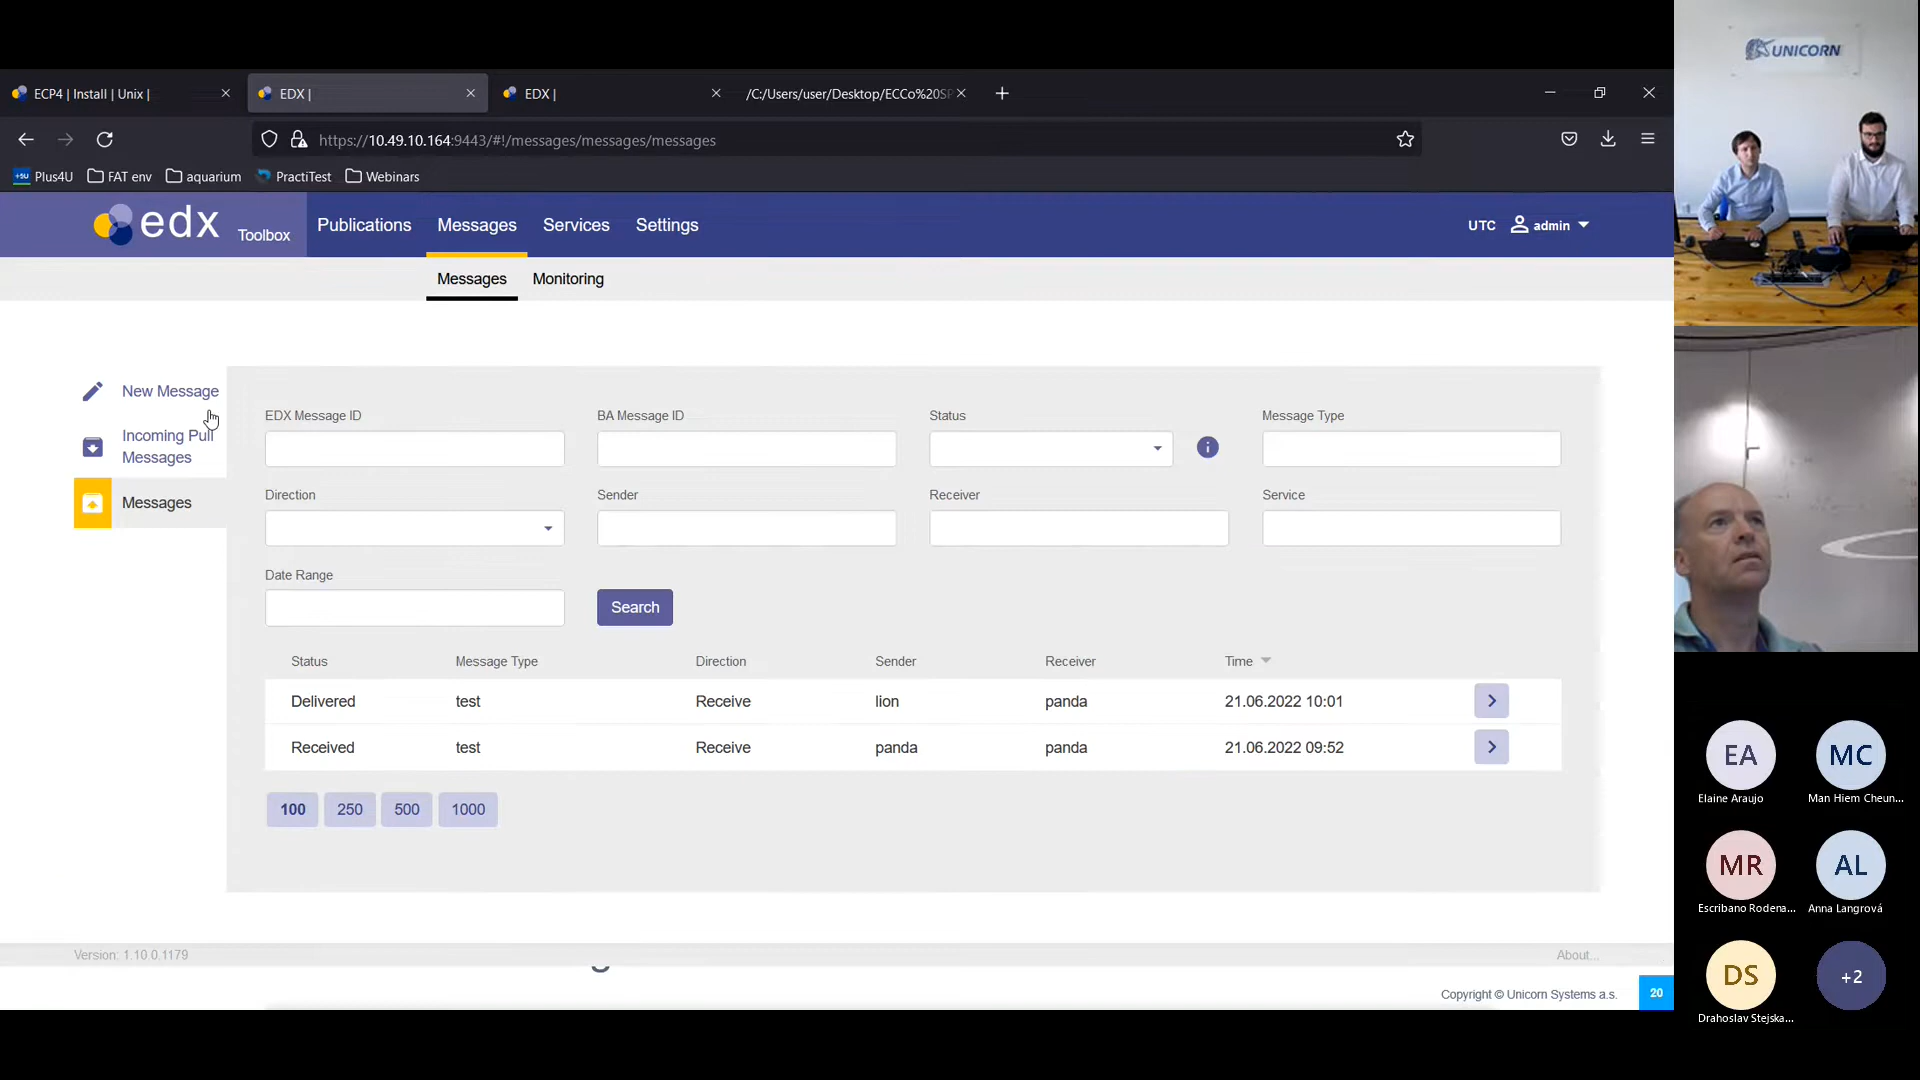 UNICORN
ECP4 | Install | Unix |
EDX |
EDX |
/C:/Users/user/Desktop/ECCo%20SP
https://10.49.10.164:9443/#!/messages/messages/messages
+5U Plus4U
FAT env
aquarium
PractiTest
Webinars
edx Toolbox
Publications
Messages
Services
Settings
UTC
admin
Messages
Monitoring
New Message
Incoming Pull
Messages
Messages
EDX Message ID
BA Message ID
Status
Message Type
Direction
Sender
Receiver
Service
Date Range
Search
Status Message Type Direction Sender Receiver Time
Delivered test Receive lion panda 21.06.2022 10:01
Received test Receive panda panda 21.06.2022 09:52
100 250 500 1000
Version: 1.10 0.1179
About...
Copyright © Unicorn Systems a.s.
20
EA
Elaine Araujo
MC
Man Hiem Cheun...
MR
Escribano Rodena...
AL
Anna Langrová
DS
Drahoslav Stejska...
+2